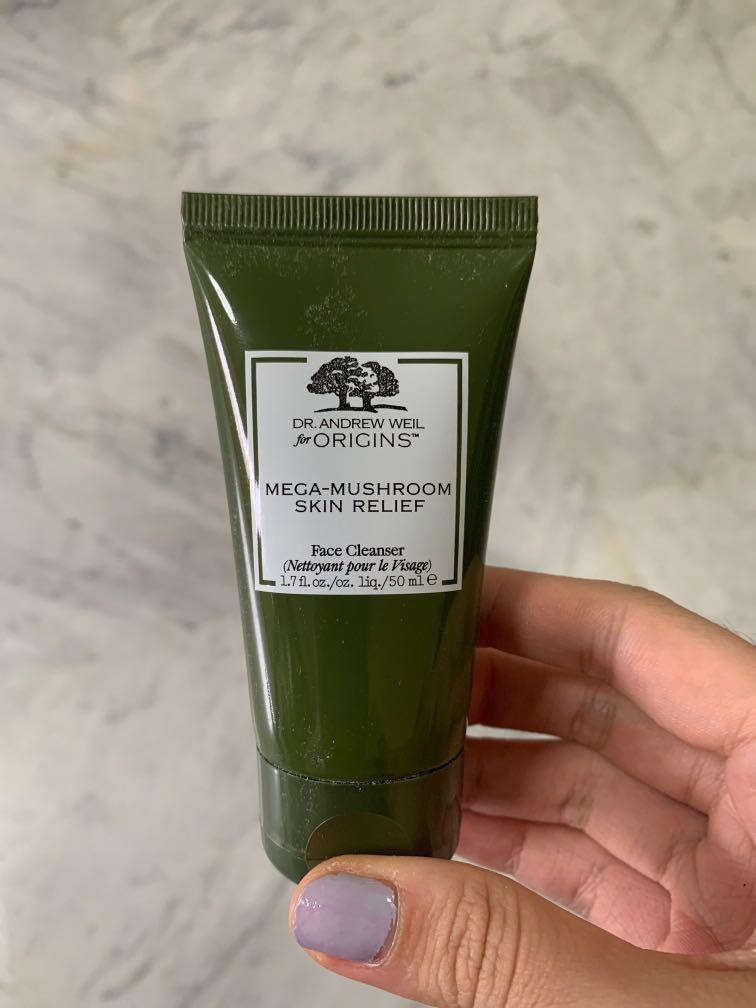 DR. ANDREW WEIL
for ORIGINS™
MEGA-MUSHROOM
SKIN RELIEF
Face Cleanser
(Nettoyant pour le Visage)
1.7 fl. oz./oz. liq./50 ml ℮